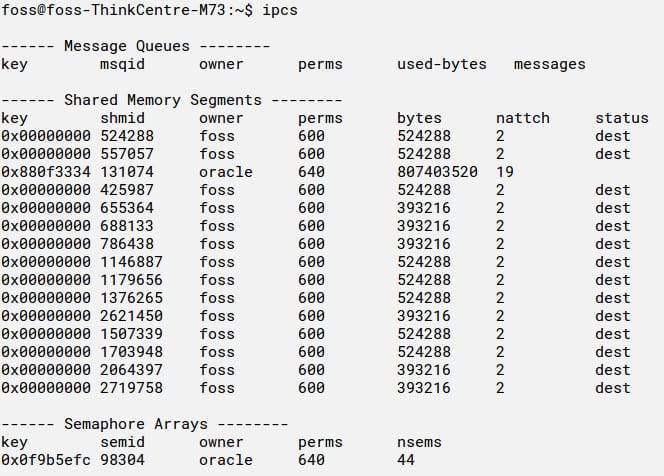 foss@foss-ThinkCentre-M73:~$ ipcs
------ Message Queues --------
key        msqid      owner      perms      used-bytes   messages
------ Shared Memory Segments --------
key        shmid      owner      perms      bytes      nattch     status
0x00000000 524288     foss       600        524288     2          dest
0x00000000 557057     foss       600        524288     2          dest
0x880f3334 131074     oracle     640        807403520  19
0x00000000 425987     foss       600        524288     2          dest
0x00000000 655364     foss       600        393216     2          dest
0x00000000 688133     foss       600        393216     2          dest
0x00000000 786438     foss       600        393216     2          dest
0x00000000 1146887    foss       600        524288     2          dest
0x00000000 1179656    foss       600        524288     2          dest
0x00000000 1376265    foss       600        524288     2          dest
0x00000000 2621450    foss       600        393216     2          dest
0x00000000 1507339    foss       600        524288     2          dest
0x00000000 1703948    foss       600        524288     2          dest
0x00000000 2064397    foss       600        393216     2          dest
0x00000000 2719758    foss       600        393216     2          dest
------ Semaphore Arrays --------
key        semid      owner      perms      nsems
0x0f9b5efc 98304      oracle     640        44